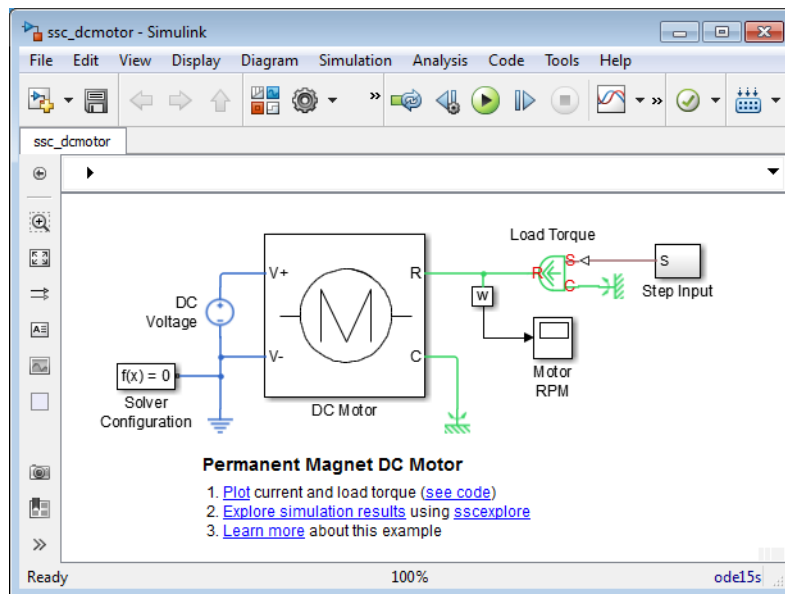 ssc_dcmotor - Simulink
File Edit View Display Diagram Simulation Analysis Code Tools Help
» »
ssc_dcmotor
Load Torque
V+
R
R
S
S
C
Step Input
DC
Voltage
M
w
V-
C
f(x) = 0
Motor
RPM
Solver
Configuration
DC Motor
Permanent Magnet DC Motor
1. Plot current and load torque (see code)
2. Explore simulation results using sscexplore
3. Learn more about this example
Ready 100% ode15s